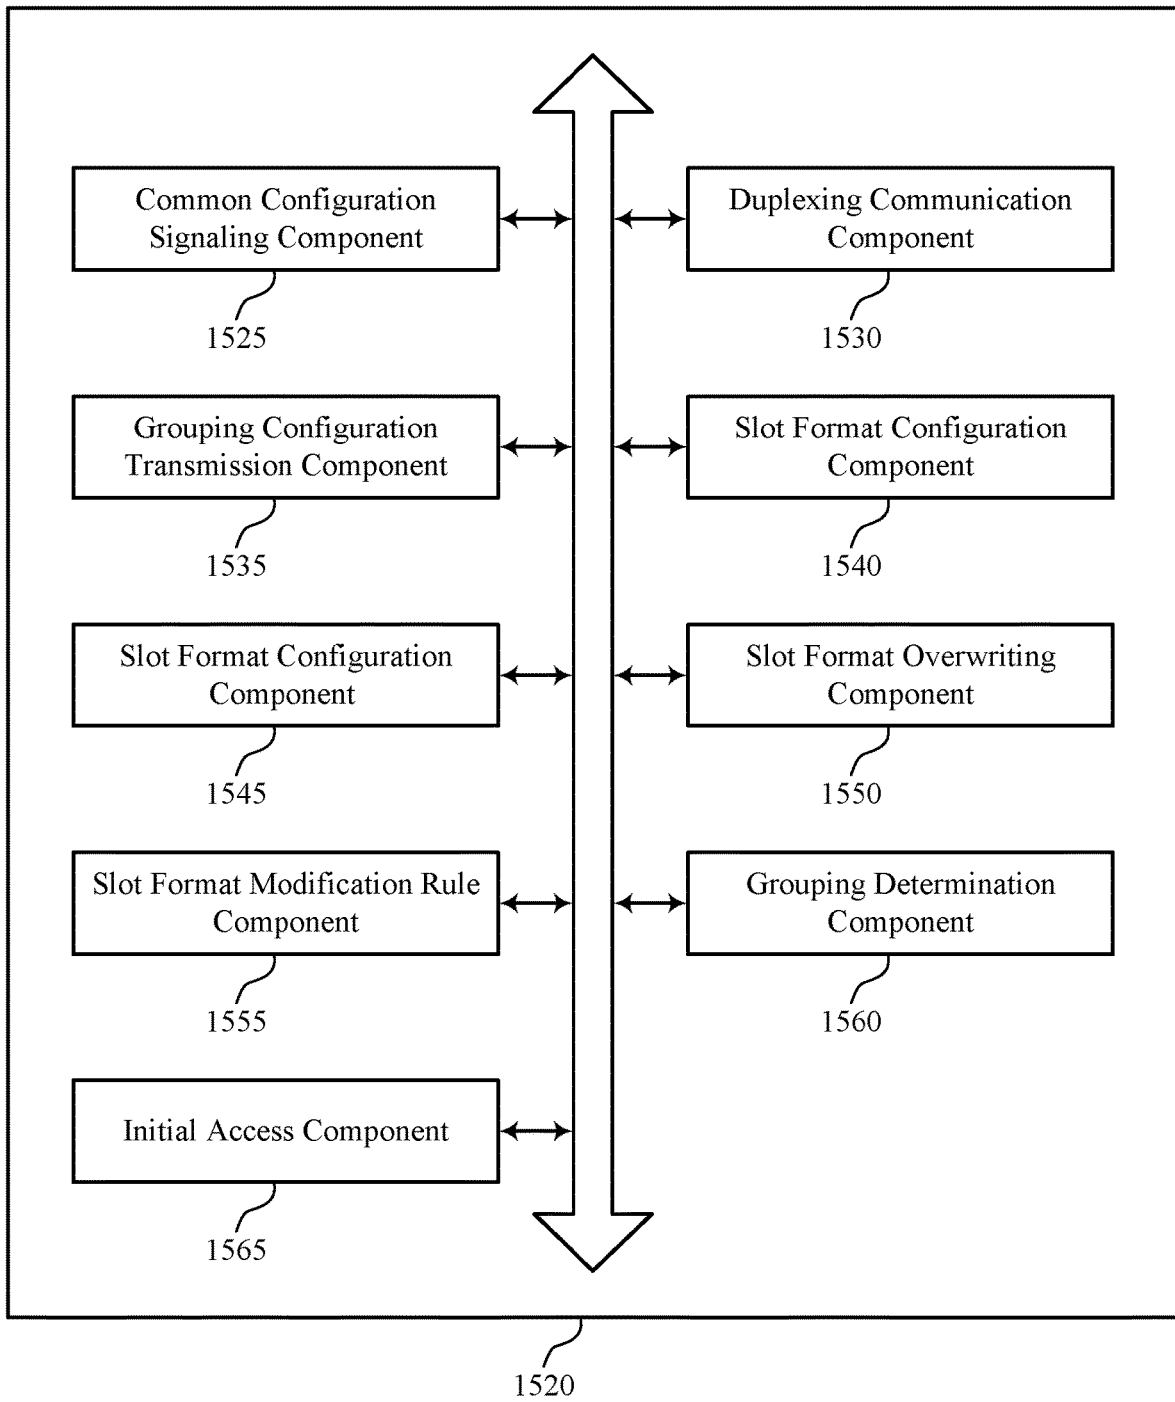 Common Configuration
Signaling Component
1525
Duplexing Communication
Component
1530
Grouping Configuration
Transmission Component
1535
Slot Format Configuration
Component
1540
Slot Format Configuration
Component
1545
Slot Format Overwriting
Component
1550
Slot Format Modification Rule
Component
1555
Grouping Determination
Component
1560
Initial Access Component
1565
1520